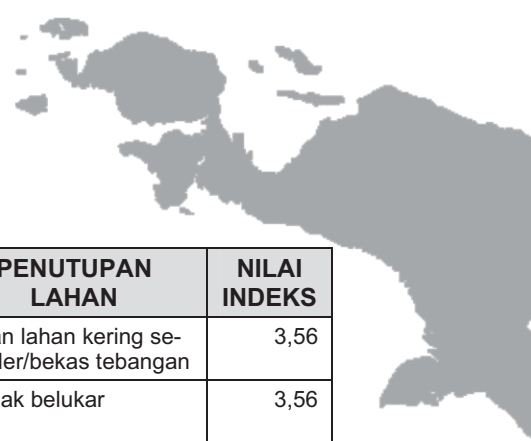 PENUTUPAN
LAHAN
NILAI
INDEKS
lahan kering se-
bekas tebangan
3,56
belukar
3,56